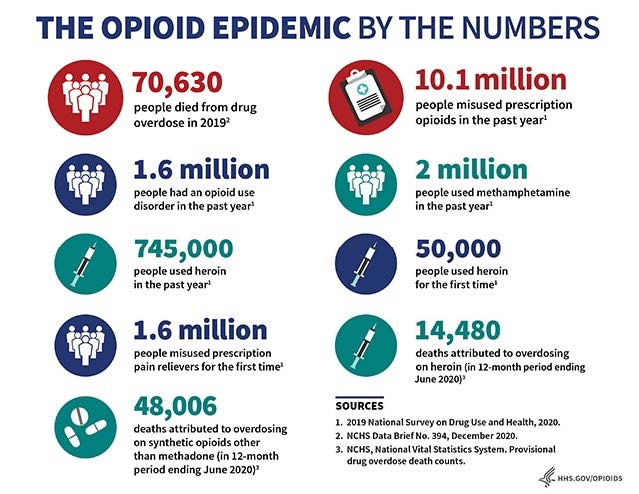 THE OPIOID EPIDEMIC BY THE NUMBERS
70,630
people died from drug
overdose in 2019²
10.1 million
people misused prescription
opioids in the past year¹
1.6 million
people had an opioid use
disorder in the past year¹
2 million
people used methamphetamine
in the past year¹
745,000
people used heroin
in the past year¹
50,000
people used heroin
for the first time¹
1.6 million
people misused prescription
pain relievers for the first time¹
14,480
deaths attributed to overdosing
on heroin (in 12-month period ending
June 2020)³
48,006
deaths attributed to overdosing
on synthetic opioids other
than methadone (in 12-month
period ending June 2020)³
SOURCES
1. 2019 National Survey on Drug Use and Health, 2020.
2. NCHS Data Brief No. 394, December 2020.
3. NCHS, National Vital Statistics System. Provisional
drug overdose death counts.
HHS.GOV/OPIOIDS